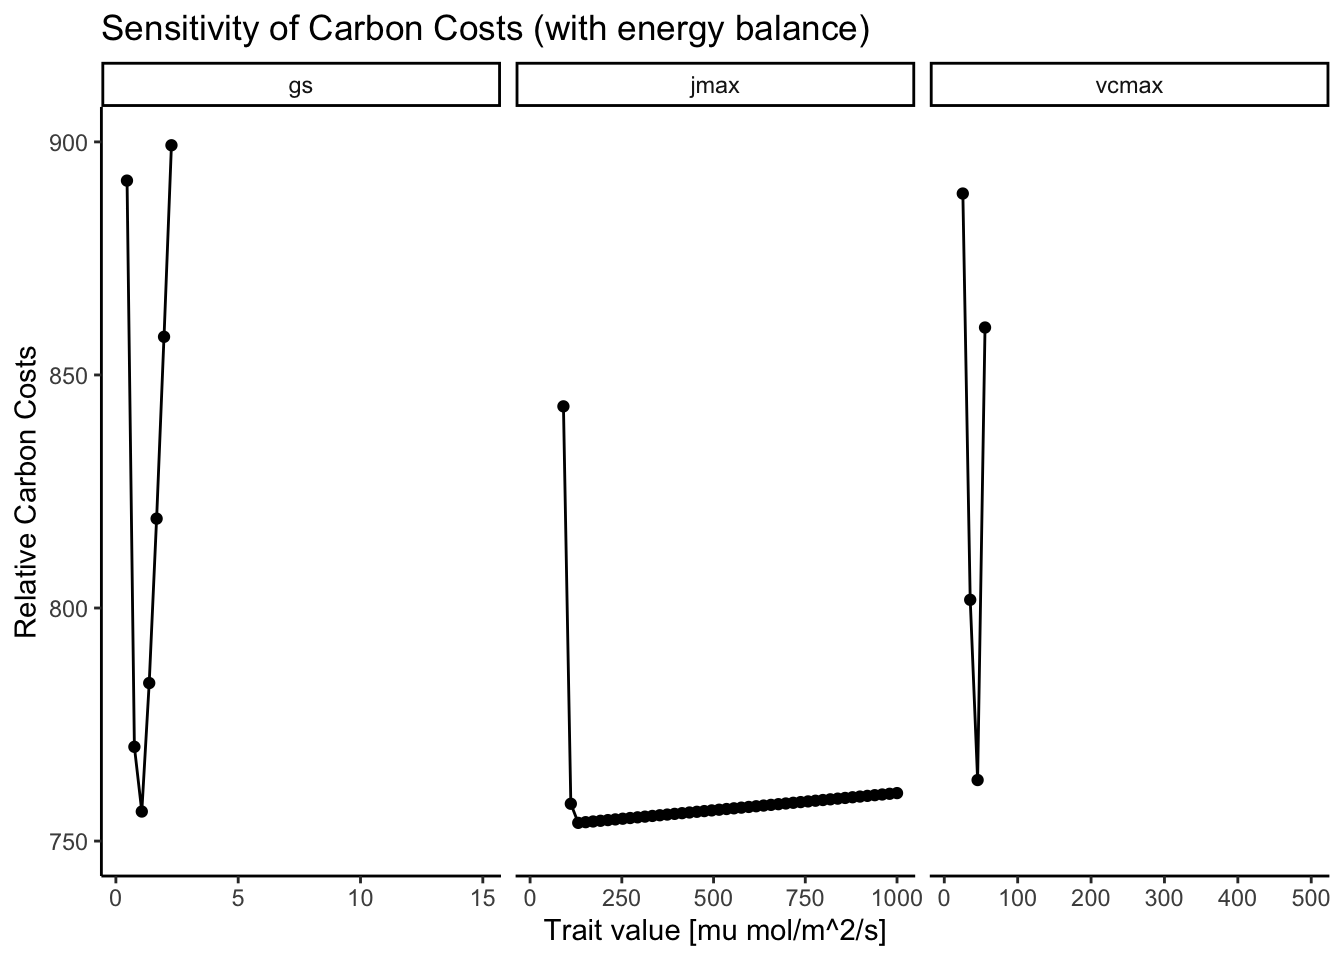 Sensitivity of Carbon Costs (with energy balance)
gs
jmax
vcmax
Relative Carbon Costs
900
850
800
750
0 5 10 15
0 250 500 750 1000
0 100 200 300 400 500
Trait value [mu mol/m^2/s]